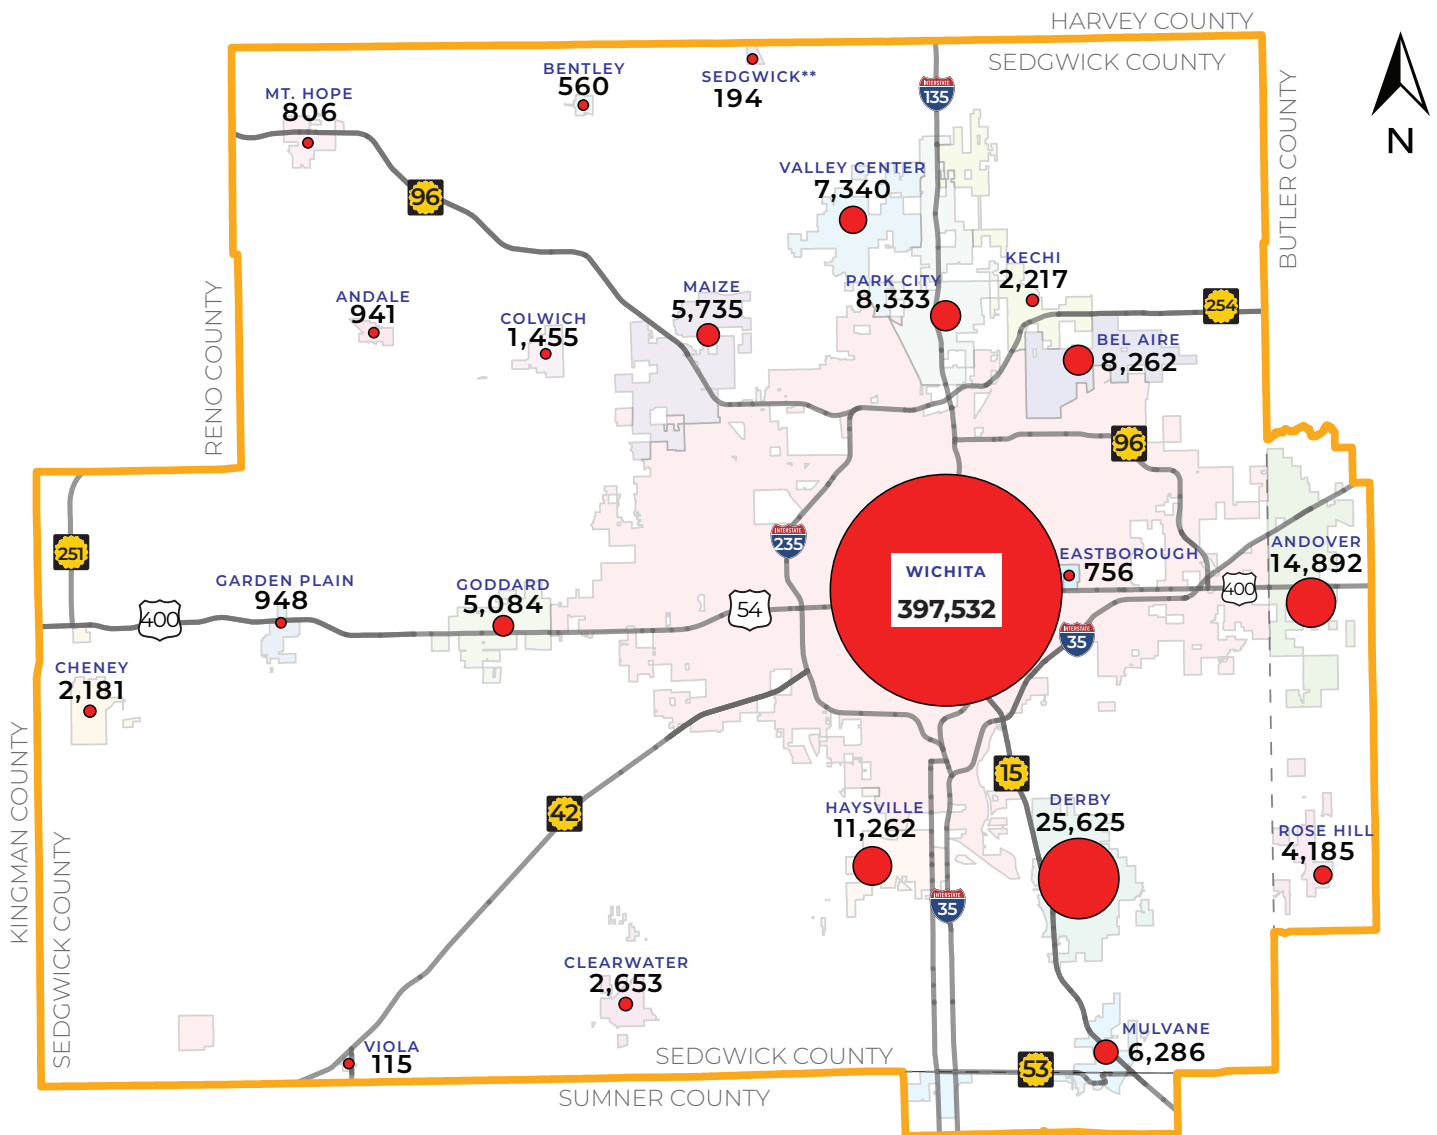 HARVEY COUNTY
SEDGWICK COUNTY
BENTLEY
560
SEDGWICK**
194
MT. HOPE
806
INTERSTATE
135
N
BUTLER COUNTY
VALLEY CENTER
7,340
96
KECHI
2,217
PARK CITY
8,333
MAIZE
5,735
ANDALE
941
COLWICH
1,455
254
BEL AIRE
8,262
RENO COUNTY
96
INTERSTATE
235
251
EASTBOROUGH
756
ANDOVER
14,892
WICHITA
397,532
GARDEN PLAIN
948
GODDARD
5,084
400
54
400
INTERSTATE
35
CHENEY
2,181
KINGMAN COUNTY
SEDGWICK COUNTY
15
42
HAYSVILLE
11,262
DERBY
25,625
ROSE HILL
4,185
INTERSTATE
35
CLEARWATER
2,653
VIOLA
115
SEDGWICK COUNTY
MULVANE
6,286
53
SUMNER COUNTY